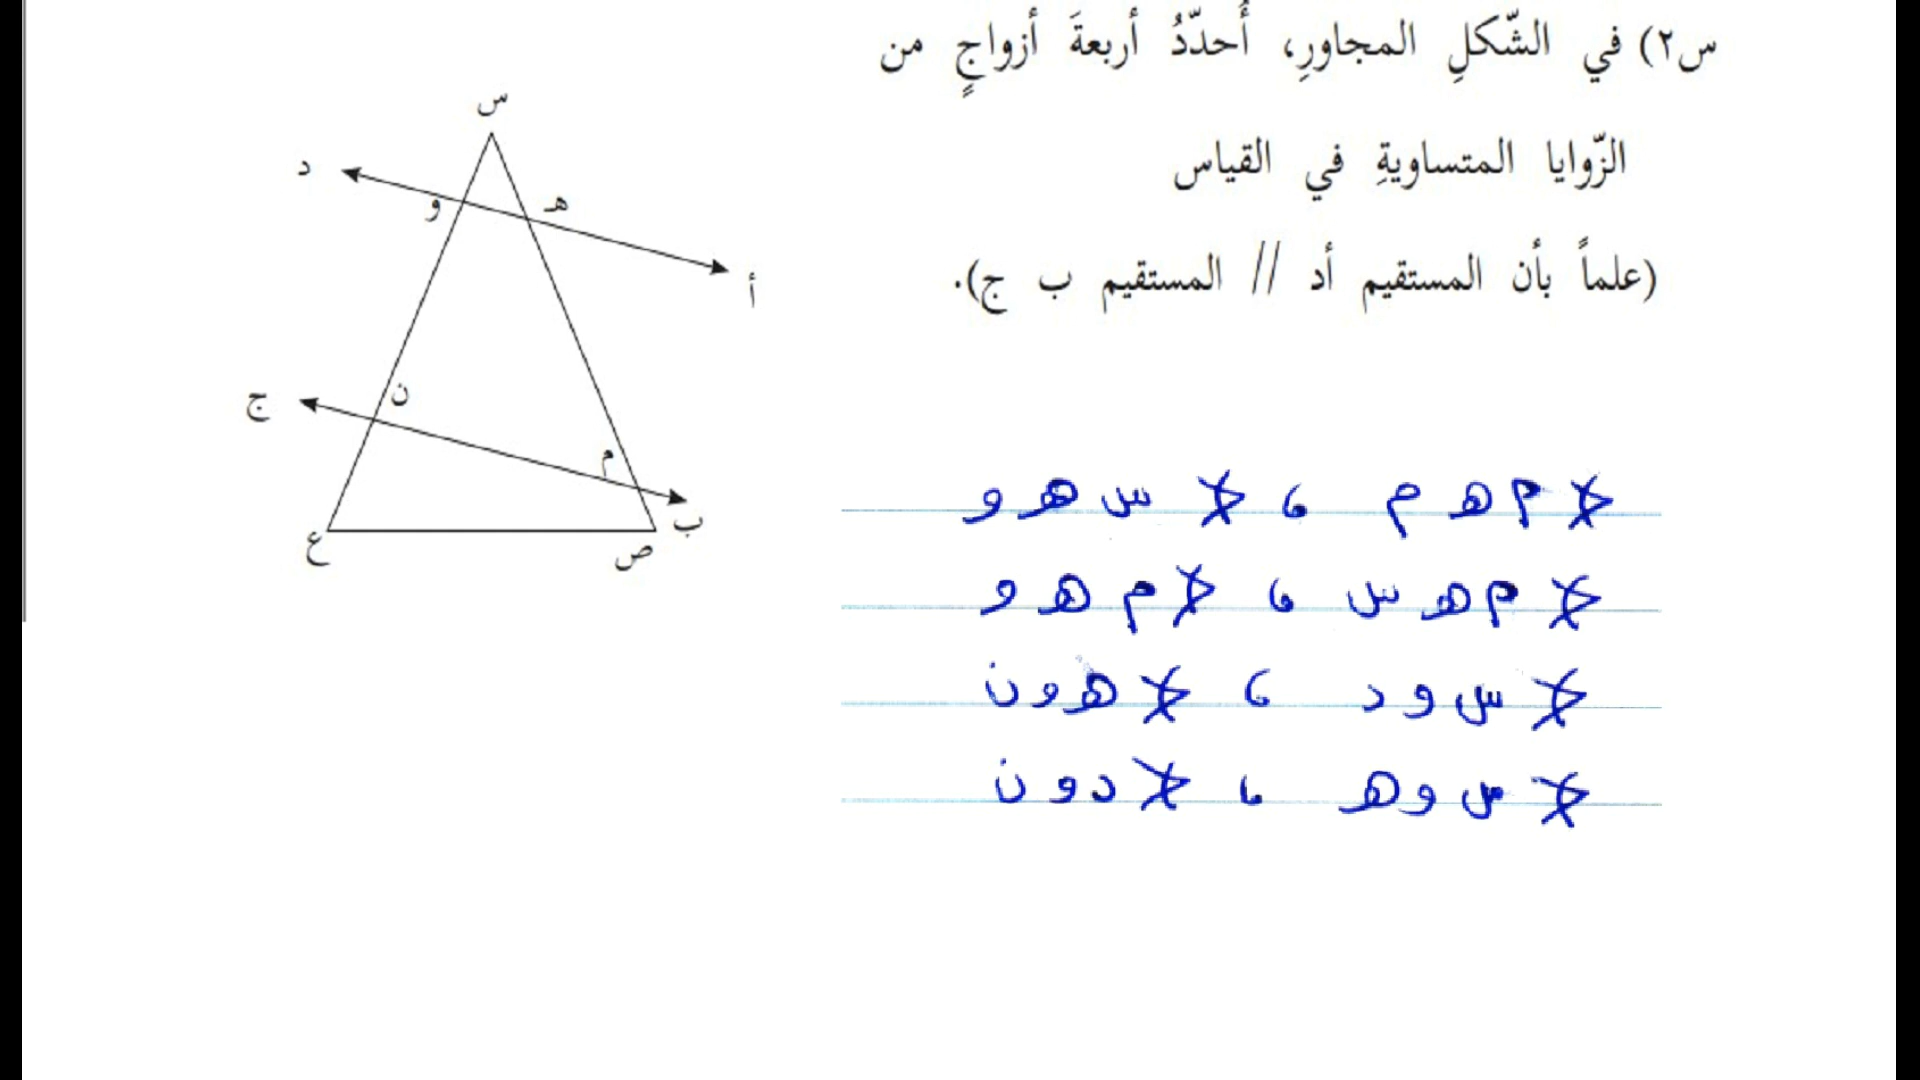 س٢) في الشّكلِ المجاورِ، أُحدّدُ أربعةَ أزواجٍ من
الزّوايا المتساويةِ في القياس
(علماً بأن المستقيم أد // المستقيم ب ج).
س
د
هـ
و
أ
ن
ج
م
ب
ع
ص
∢ م هـ م ، ∢ س هـ و
∢ م هـ س ، ∢ م هـ و
∢ س و د ، ∢ هـ و ن
∢ س و هـ ، ∢ د و ن